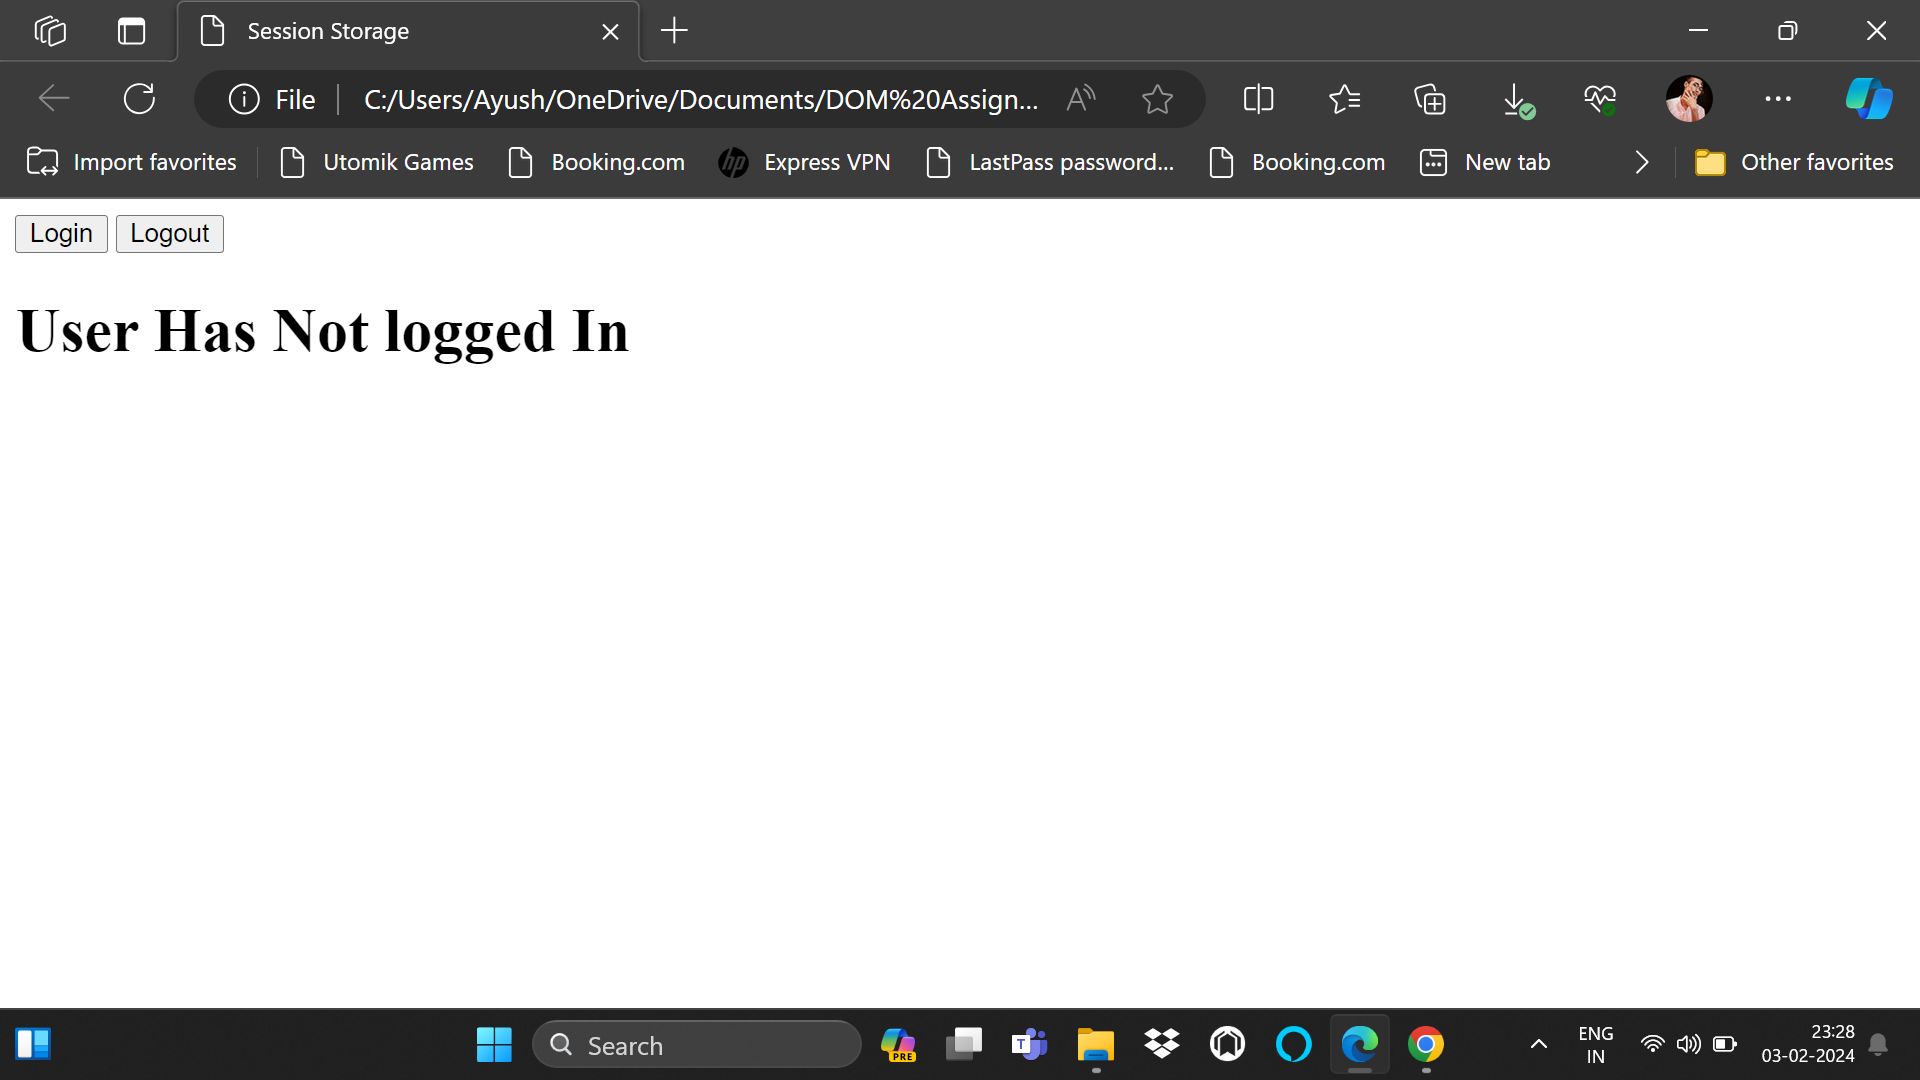 Session Storage
File C:/Users/Ayush/OneDrive/Documents/DOM%20Assign...
Import favorites Utomik Games Booking.com Express VPN LastPass password... Booking.com New tab Other favorites
Login Logout
User Has Not logged In
Search
PRE
ENG
IN
23:28
03-02-2024